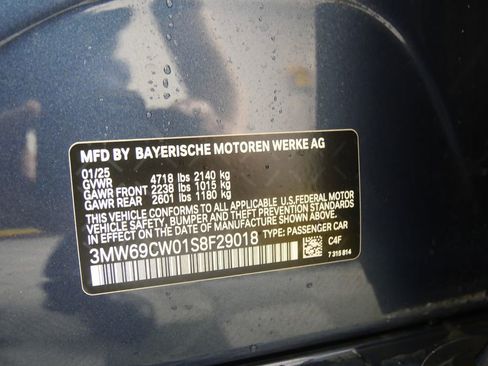 MFD BY BAYERISCHE MOTOREN WERKE AG
01/25
GVWR 4718 lbs 2140 kg
GAWR FRONT 2238 lbs 1015 kg
GAWR REAR 2601 lbs 1180 kg
THIS VEHICLE CONFORMS TO ALL APPLICABLE U.S.FEDERAL MOTOR
VEHICLE SAFETY, BUMPER, AND THEFT PREVENTION STANDARDS
IN EFFECT ON THE DATE OF MANUFACTURE SHOWN ABOVE.
3MW69CW01S8F29018 TYPE: PASSENGER CAR
C4F
7 315 814